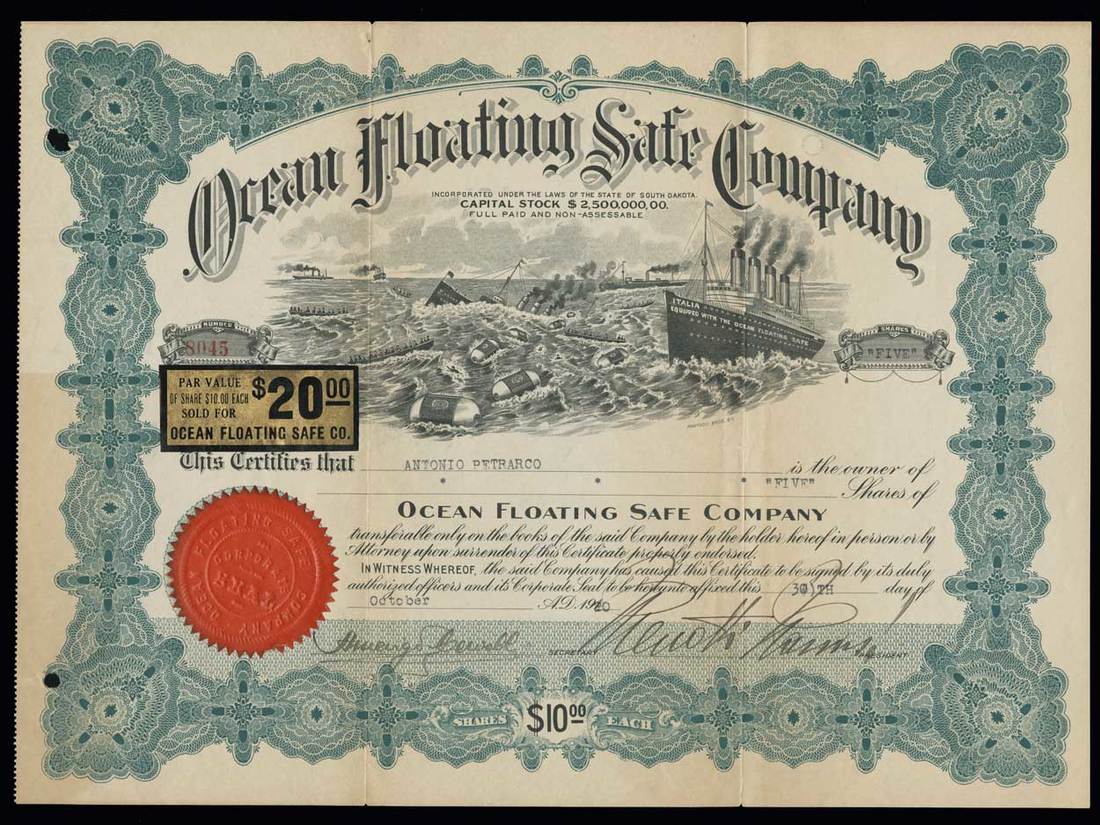 Ocean Floating Safe Company
INCORPORATED UNDER THE LAWS OF THE STATE OF SOUTH DAKOTA.
CAPITAL STOCK $2,500,000,00.
FULL PAID AND NON-ASSESSABLE
ITALIA
EQUIPPED WITH THE OCEAN FLOATING SAFE
NUMBER
8045
SHARES
"FIVE"
PAR VALUE
OF SHARE $10.00 EACH
SOLD FOR
$20.00
OCEAN FLOATING SAFE CO.
This Certifies that ANTONIO PETRARCO is the owner of
"FIVE" Shares of
OCEAN FLOATING SAFE COMPANY
transferable only on the books of the said Company by the holder hereof in person or by
Attorney upon surrender of this Certificate properly endorsed.
IN WITNESS WHEREOF, the said Company has caused this Certificate to be signed by its duly
authorized officers and its Corporate Seal to be hereunto affixed this 30TH day of
October A.D. 1920
OCEAN FLOATING SAFE COMPANY
CORPORATE
SEAL
SECRETARY
PRESIDENT
SHARES $10.00 EACH